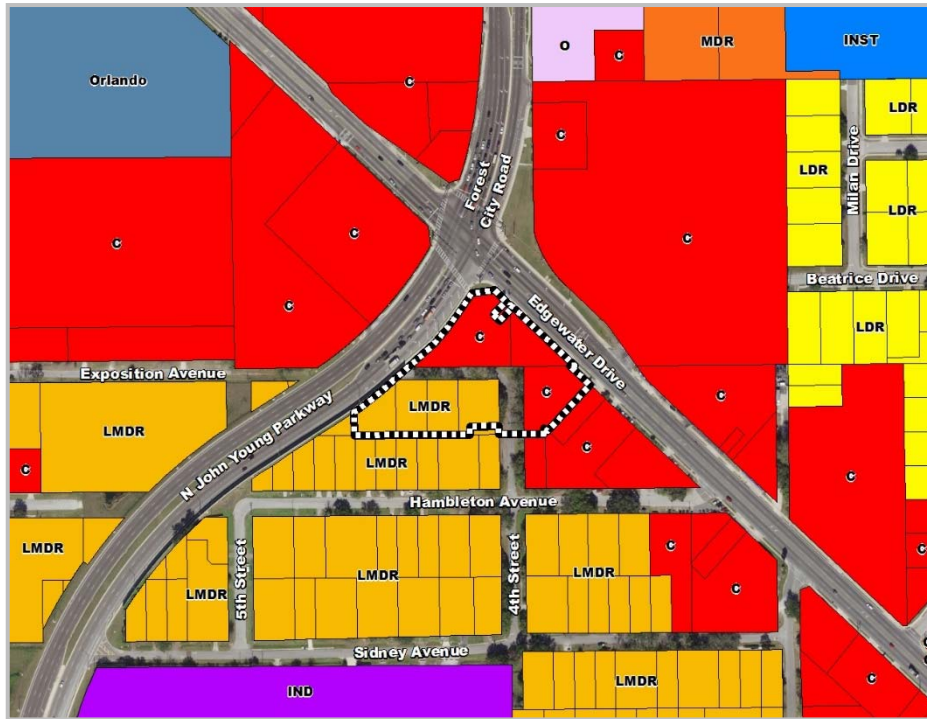 O
MDR
INST
Orlando
C
C
C
LDR
Forest
City Road
LDR
Milan Drive
LDR
C
C
C
Beatrice Drive
C
Edgewater Drive
LDR
C
Exposition Avenue
C
C
LMDR
LMDR
N John Young Parkway
C
C
LMDR
C
Hambleton Avenue
LMDR
LMDR
5th Street
LMDR
4th Street
LMDR
C
C
C
Sidney Avenue
C
LMDR
IND